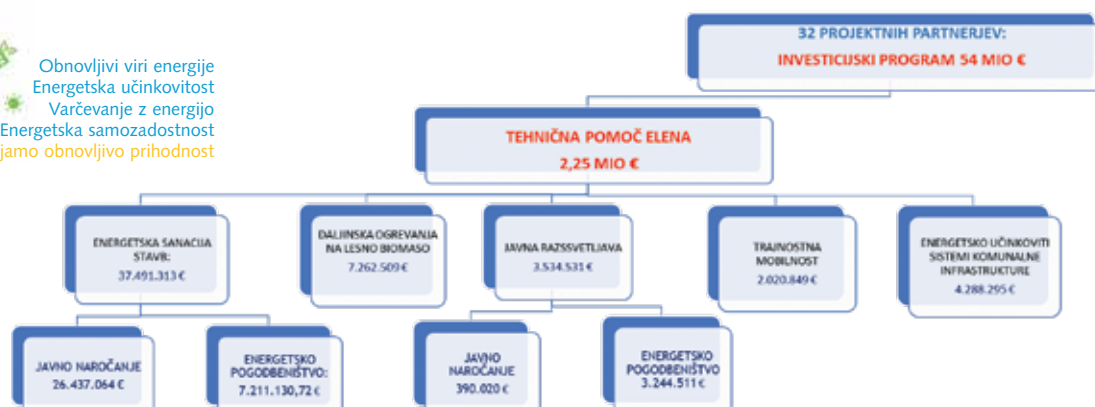 Obnovljivi viri energije
Energetska učinkovitost
Varčevanje z energijo
Energetska samozadostnost
jamo obnovljivo prihodnost
32 PROJEKTNIH PARTNERJEV:
INVESTICIJSKI PROGRAM 54 MIO €
TEHNIČNA POMOČ ELENA
2,25 MIO €
ENERGETSKA SANACIJA
STAVB:
37.491.313 €
DALJINSKA OGREVANJA
NA LESNO BIOMASO
7.262.509 €
JAVNA RAZSSVETLJAVA
3.534.531 €
TRAJNOSTNA
MOBILNOST
2.020.849 €
ENERGETSKO UČINKOVITI
SISTEMI KOMUNALNE
INFRASTRUKTURE
4.288.295 €
JAVNO NAROČANJE
26.437.064 €
ENERGETSKO
POGODBENIŠTVO:
7.211.130,72 €
JAVNO
NAROČANJE
390.020 €
ENERGETSKO
POGODBENIŠTVO
3.244.511 €